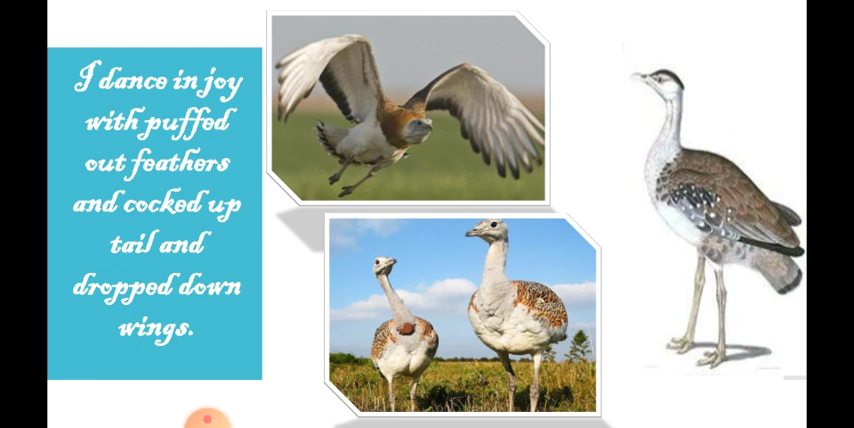 I dance in joy
with puffed
out feathers
and cocked up
tail and
dropped down
wings.